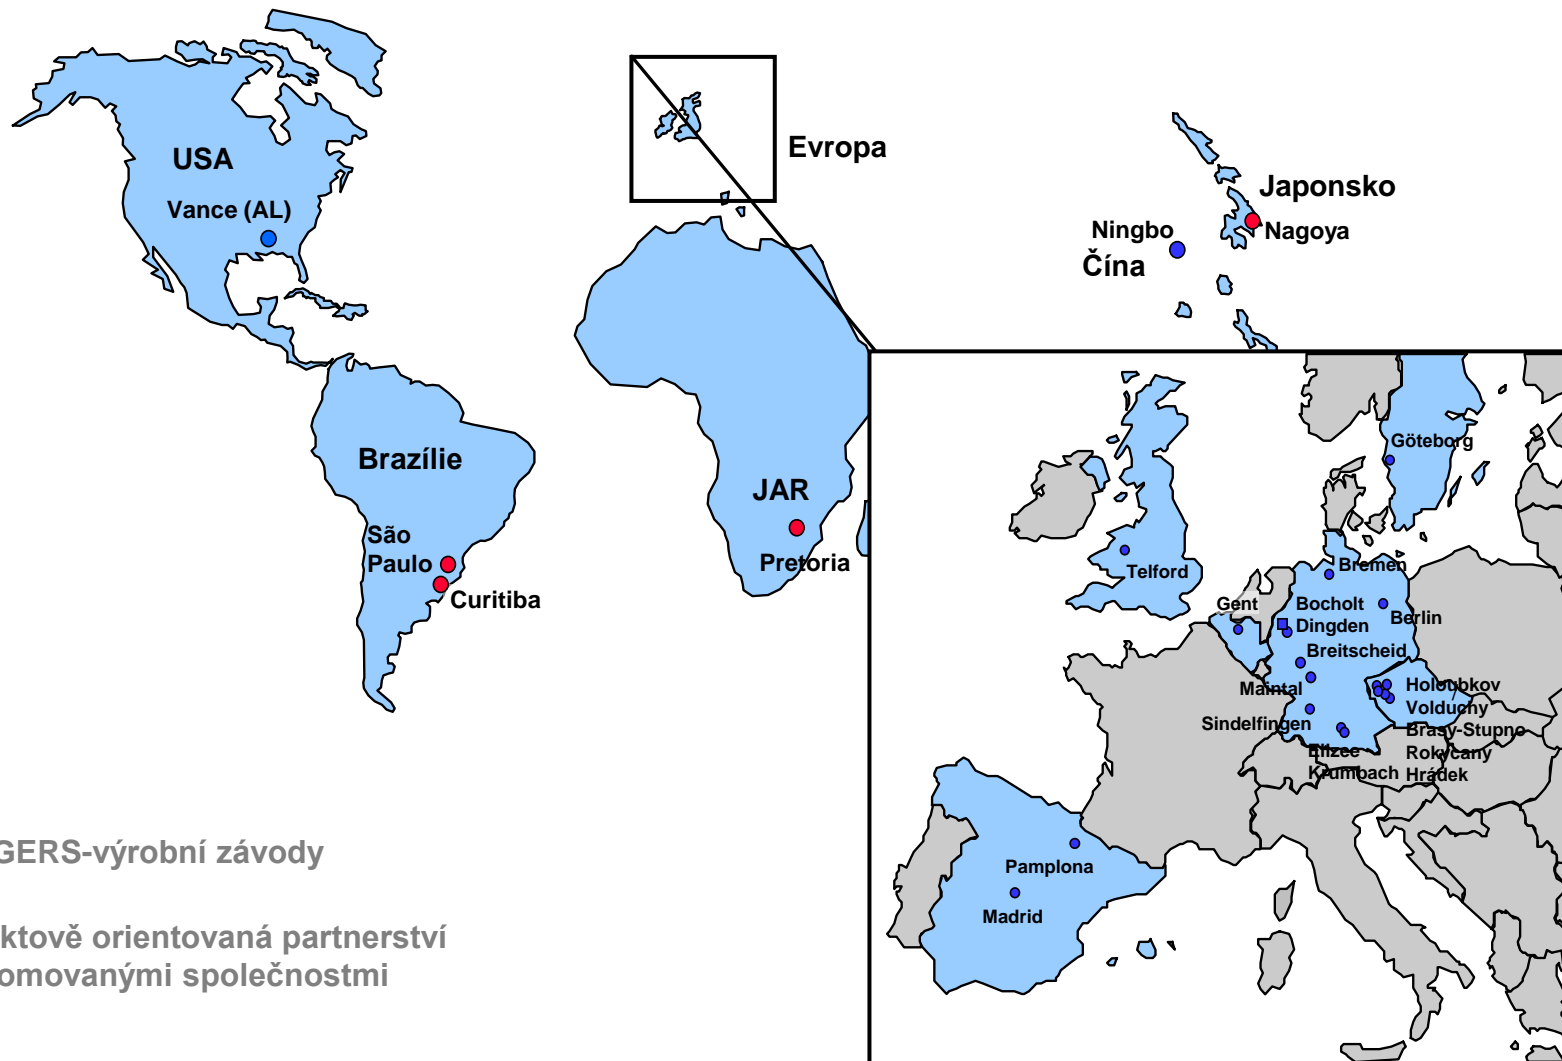 USA
Vance (AL)
Evropa
Japonsko
Nagoya
Ningbo
Čína
Brazílie
São
Paulo
Curitiba
JAR
Pretoria
Göteborg
Telford
Bremen
Gent
Bocholt
Dingden
Berlin
Breitscheid
Maintal
Sindelfingen
Ellzee
Krumbach
Holoubkov
Volduchy
Brasy-Stupno
Rokycany
Hrádek
Pamplona
Madrid
GERS-výrobní závody
ktově orientovaná partnerství
omovanými společnostmi